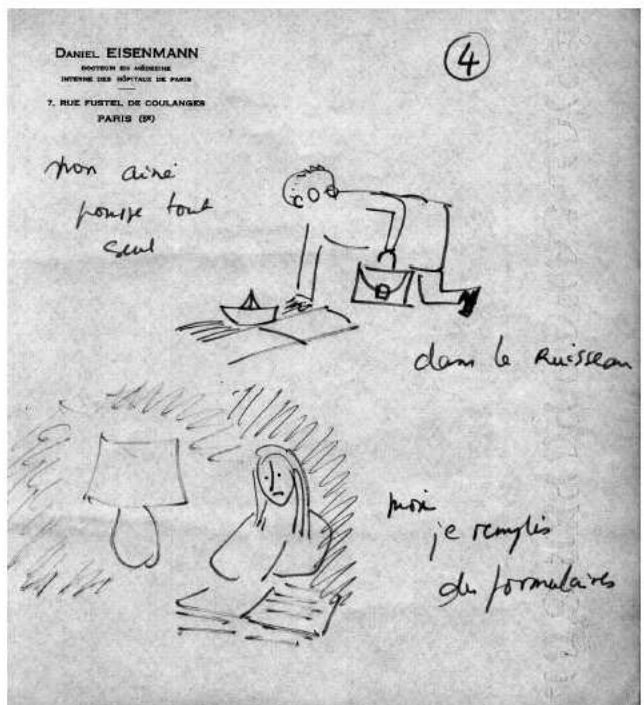 DANIEL EISENMANN
DOCTEUR EN MÉDECINE
INTERNE DES HÔPITAUX DE PARIS
7, RUE FUSTEL DE COULANGES
PARIS (5e)
4
mon ainé
pousse tout
seul
dans le Ruisseau
moi
je remplis
des formulaires